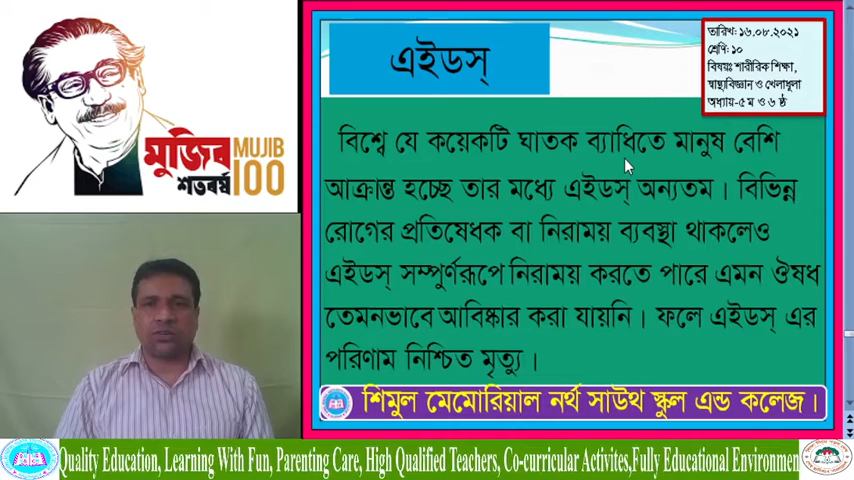 মুজিব
শতবর্ষ
MUJIB
100
এইডস্
তারিখ: ১৬.০৮.২০২১
শ্রেণি: ১০
বিষয়ঃ শারীরিক শিক্ষা,
স্বাস্থ্যবিজ্ঞান ও খেলাধুলা
অধ্যায়-৫ ম ও ৬ ষ্ঠ
বিশ্বে যে কয়েকটি ঘাতক ব্যাধিতে মানুষ বেশি
আক্রান্ত হচ্ছে তার মধ্যে এইডস্ অন্যতম। বিভিন্ন
রোগের প্রতিষেধক বা নিরাময় ব্যবস্থা থাকলেও
এইডস্ সম্পুর্ণরূপে নিরাময় করতে পারে এমন ঔষধ
তেমনভাবে আবিষ্কার করা যায়নি। ফলে এইডস্ এর
পরিণাম নিশ্চিত মৃত্যু।
শিমুল মেমোরিয়াল নর্থ সাউথ স্কুল এন্ড কলেজ।
Quality Education, Learning With Fun, Parenting Care, High Qualified Teachers, Co-curricular Activites,Fully Educational Environmen